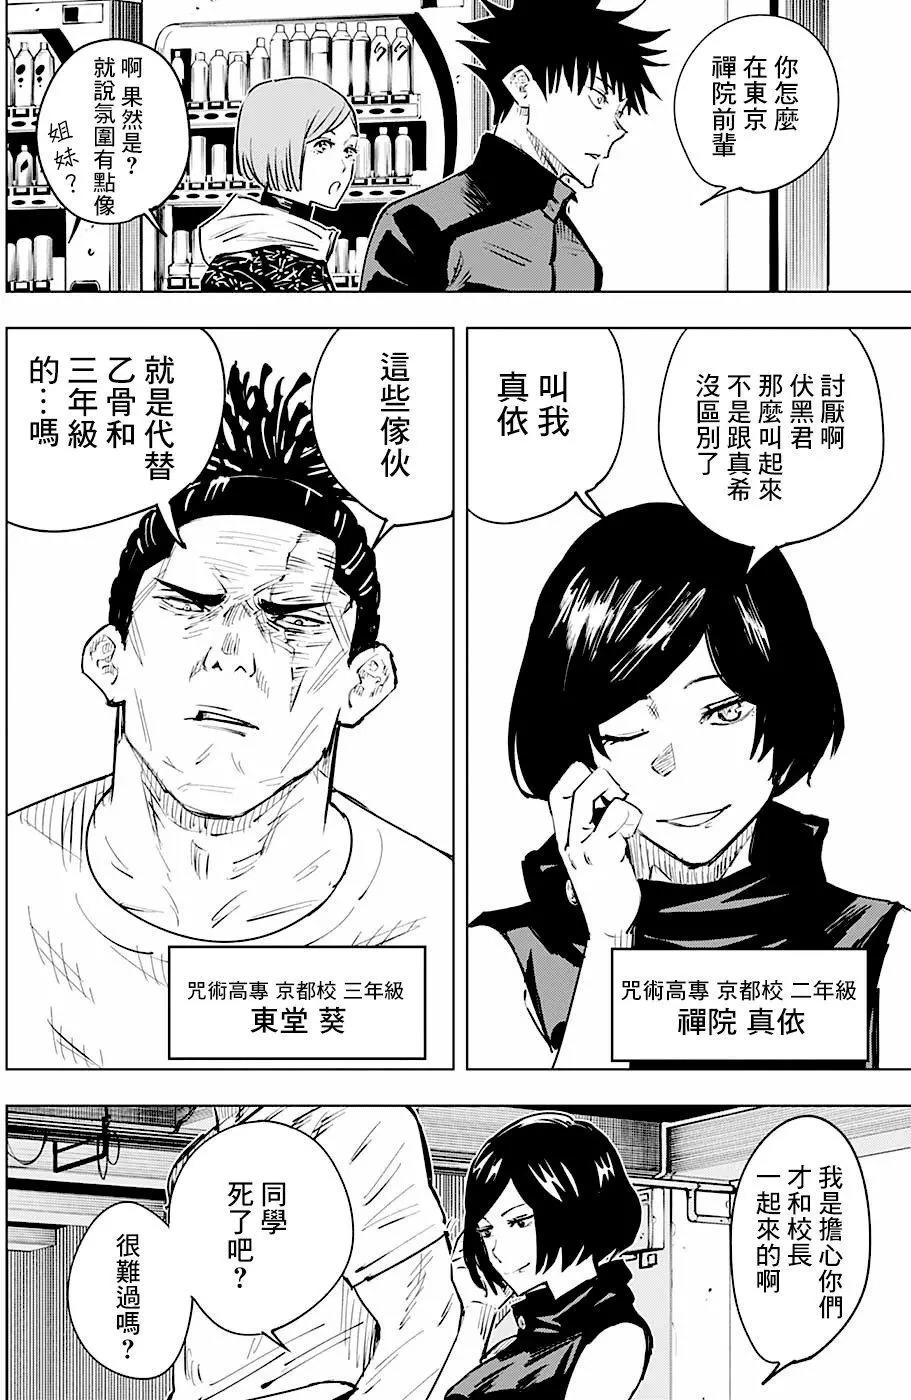 你怎麼
在東京
禪院前輩
啊 果然是?
就說氛圍有點像
姐妹?
討厭啊
伏黑君
那麼叫起來
不是跟真希
沒區別了
叫我
真依
咒術高專 京都校 二年級
禪院 真依
這些傢伙
就是代替
乙骨和
三年級
的…嗎
咒術高專 京都校 三年級
東堂 葵
我是擔心你們
才和校長
一起來的啊
同學
死了吧?
很難過嗎?